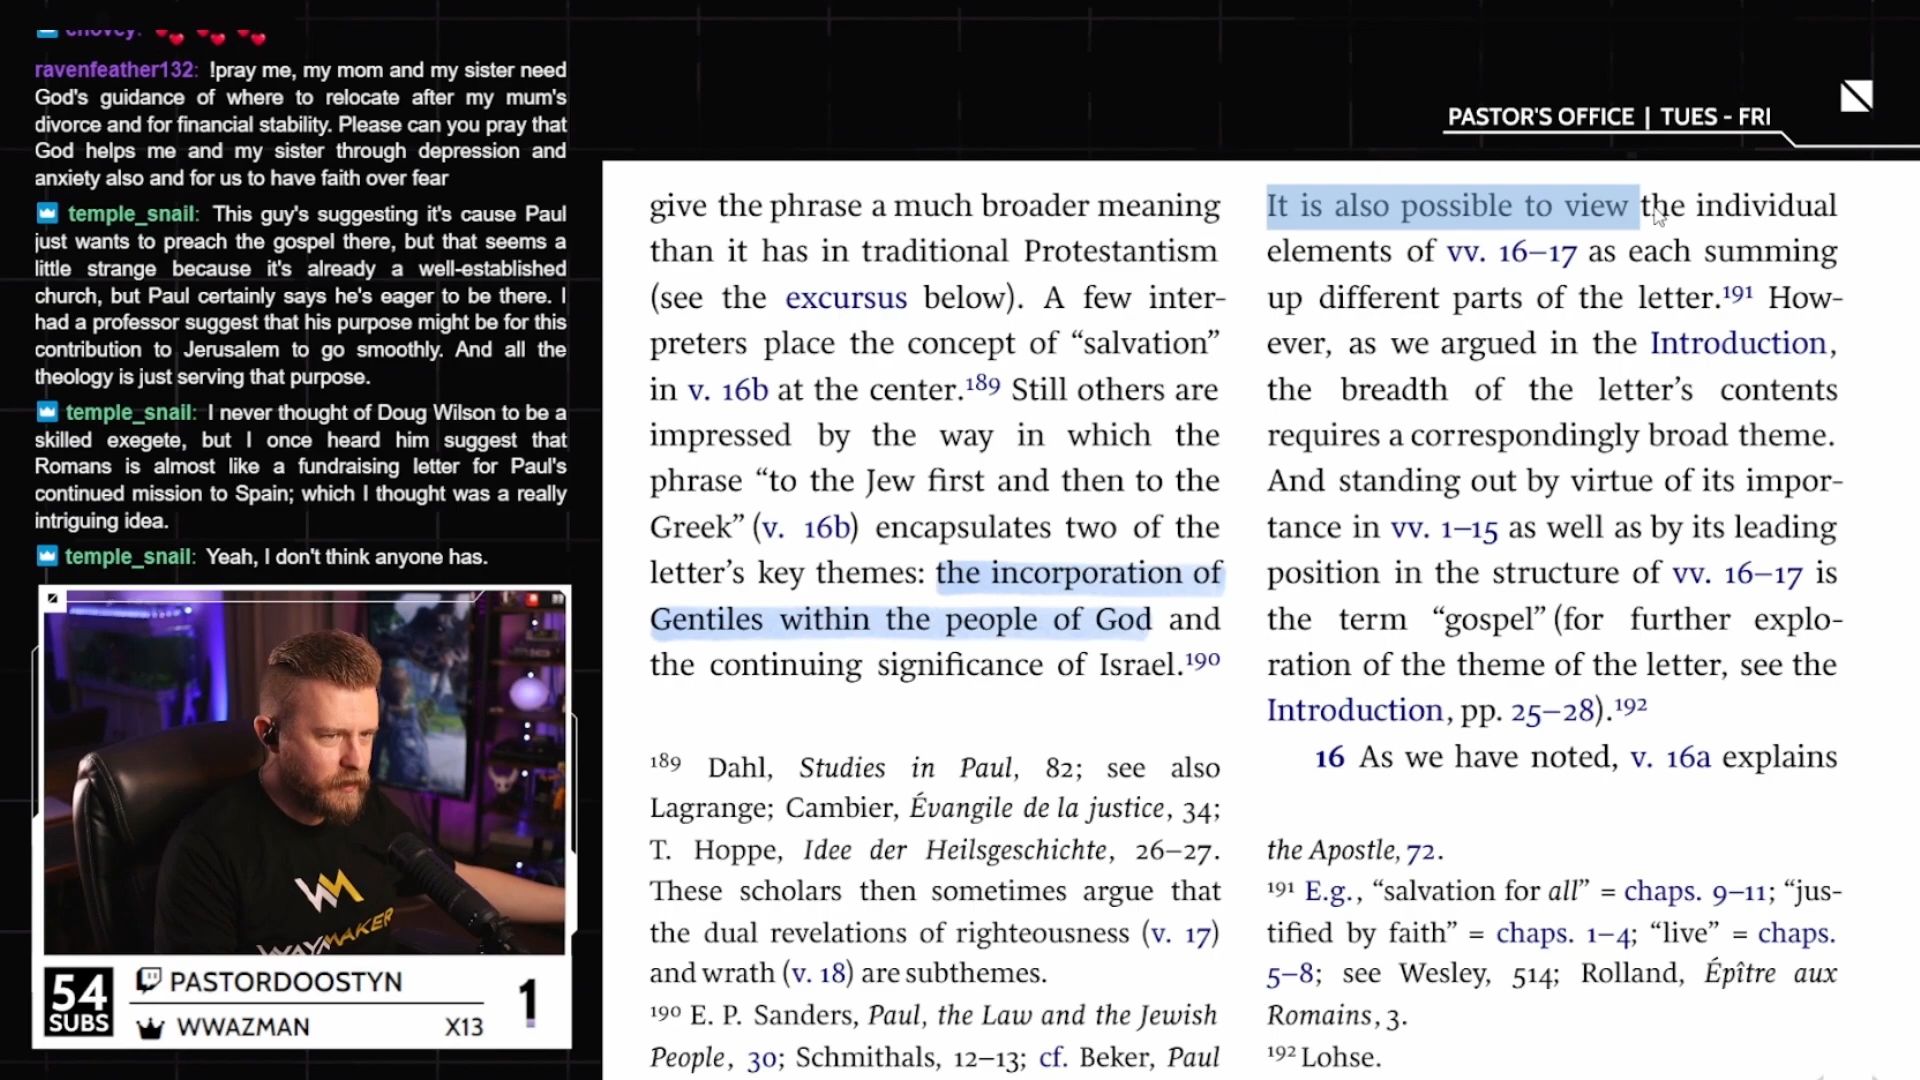 chovey:
ravenfeather132: !pray me, my mom and my sister need
God's guidance of where to relocate after my mum's
divorce and for financial stability. Please can you pray that
God helps me and my sister through depression and
anxiety also and for us to have faith over fear
temple_snail: This guy's suggesting it's cause Paul
just wants to preach the gospel there, but that seems a
little strange because it's already a well-established
church, but Paul certainly says he's eager to be there. I
had a professor suggest that his purpose might be for this
contribution to Jerusalem to go smoothly. And all the
theology is just serving that purpose.
temple_snail: I never thought of Doug Wilson to be a
skilled exegete, but I once heard him suggest that
Romans is almost like a fundraising letter for Paul's
continued mission to Spain; which I thought was a really
intriguing idea.
temple_snail: Yeah, I don't think anyone has.
WM
WAYMAKER
54
SUBS
PASTORDOOSTYN
WWAZMAN X13
1
PASTOR'S OFFICE | TUES - FRI
give the phrase a much broader meaning
than it has in traditional Protestantism
(see the excursus below). A few inter-
preters place the concept of “salvation”
in v. 16b at the center.189 Still others are
impressed by the way in which the
phrase “to the Jew first and then to the
Greek” (v. 16b) encapsulates two of the
letter’s key themes: the incorporation of
Gentiles within the people of God and
the continuing significance of Israel.190
189 Dahl, Studies in Paul, 82; see also
Lagrange; Cambier, Évangile de la justice, 34;
T. Hoppe, Idee der Heilsgeschichte, 26–27.
These scholars then sometimes argue that
the dual revelations of righteousness (v. 17)
and wrath (v. 18) are subthemes.
190 E. P. Sanders, Paul, the Law and the Jewish
People, 30; Schmithals, 12–13; cf. Beker, Paul
It is also possible to view the individual
elements of vv. 16–17 as each summing
up different parts of the letter.191 How-
ever, as we argued in the Introduction,
the breadth of the letter’s contents
requires a correspondingly broad theme.
And standing out by virtue of its impor-
tance in vv. 1–15 as well as by its leading
position in the structure of vv. 16–17 is
the term “gospel” (for further explo-
ration of the theme of the letter, see the
Introduction, pp. 25–28).192
16 As we have noted, v. 16a explains
the Apostle, 72.
191 E.g., “salvation for all” = chaps. 9–11; “jus-
tified by faith” = chaps. 1–4; “live” = chaps.
5–8; see Wesley, 514; Rolland, Épître aux
Romains, 3.
192 Lohse.